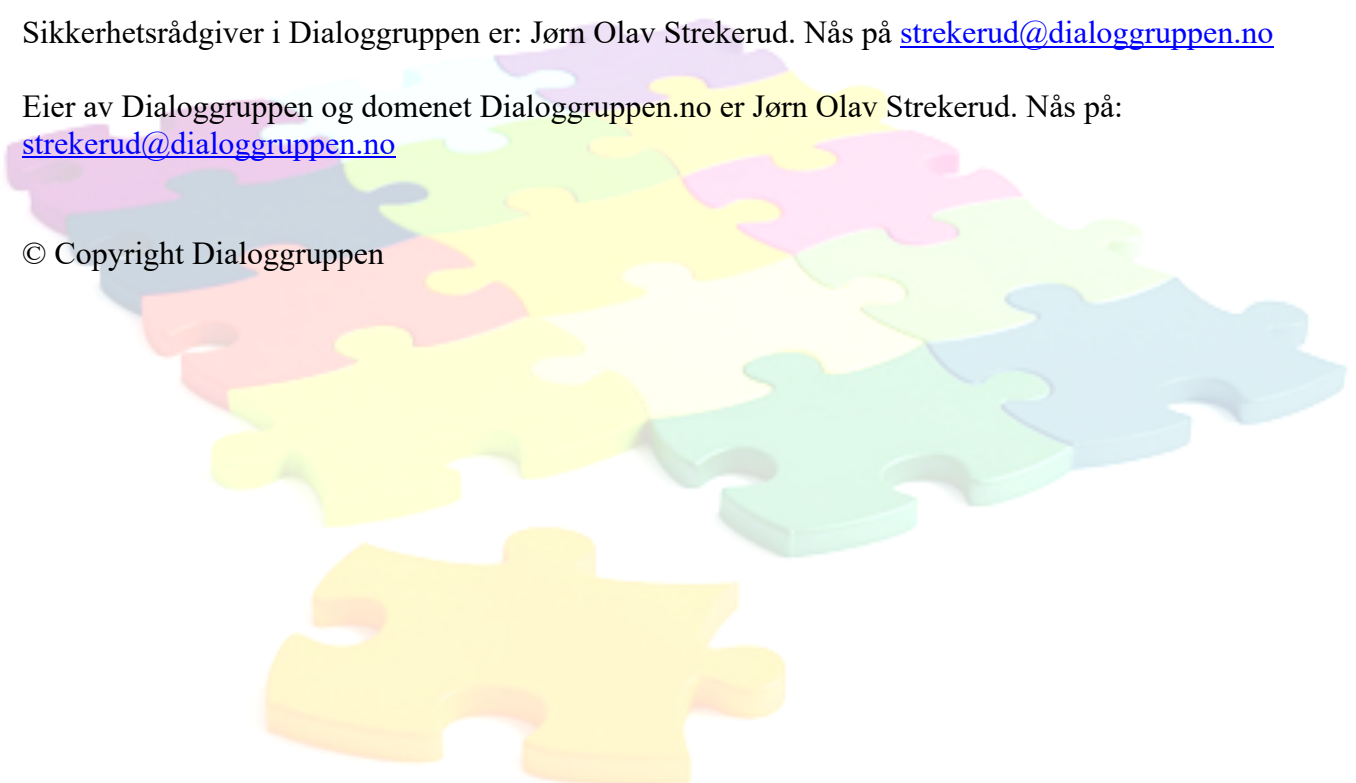 Sikkerhetsrådgiver i Dialoggruppen er: Jørn Olav Strekerud. Nås på strekerud@dialoggruppen.no
Eier av Dialoggruppen og domenet Dialoggruppen.no er Jørn Olav Strekerud. Nås på:
strekerud@dialoggruppen.no
© Copyright Dialoggruppen